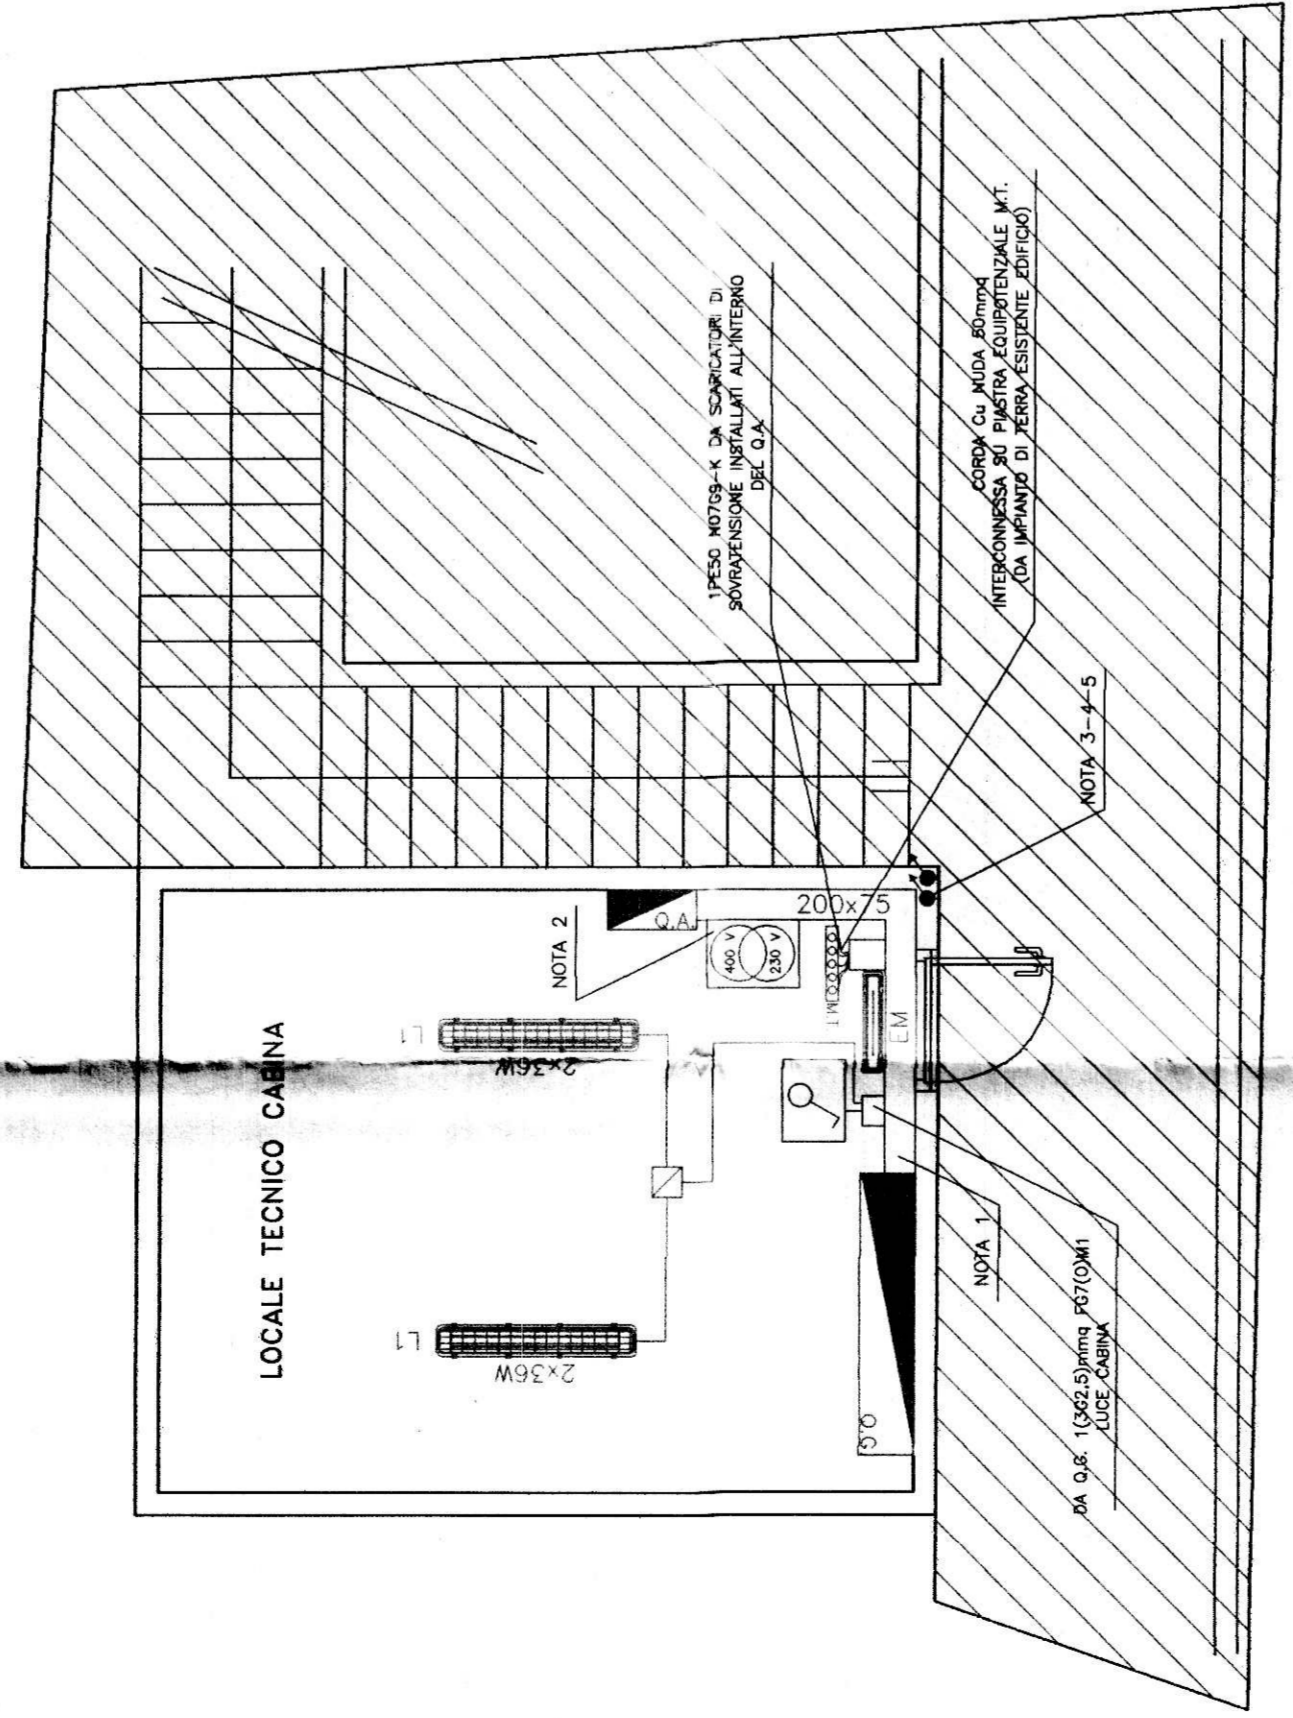 LOCALE TECNICO CABINA
L1
2x36W
L1
2x36W
NOTA 2
Q.A.
400 V
230 V
200x75
M.T
EM
Q.G
1PE50 N07G9-K DA SCARICATORI DI
SOVRATENSIONE INSTALLATI ALL'INTERNO
DEL Q.A.
CORDA Cu NUDA 50mmq
INTERCONNESSA SU PIASTRA EQUIPOTENZIALE M.T.
(DA IMPIANTO DI TERRA ESISTENTE EDIFICIO)
NOTA 3-4-5
NOTA 1
DA Q.G. 1(3G2.5)mmq FG7(O)M1
LUCE CABINA